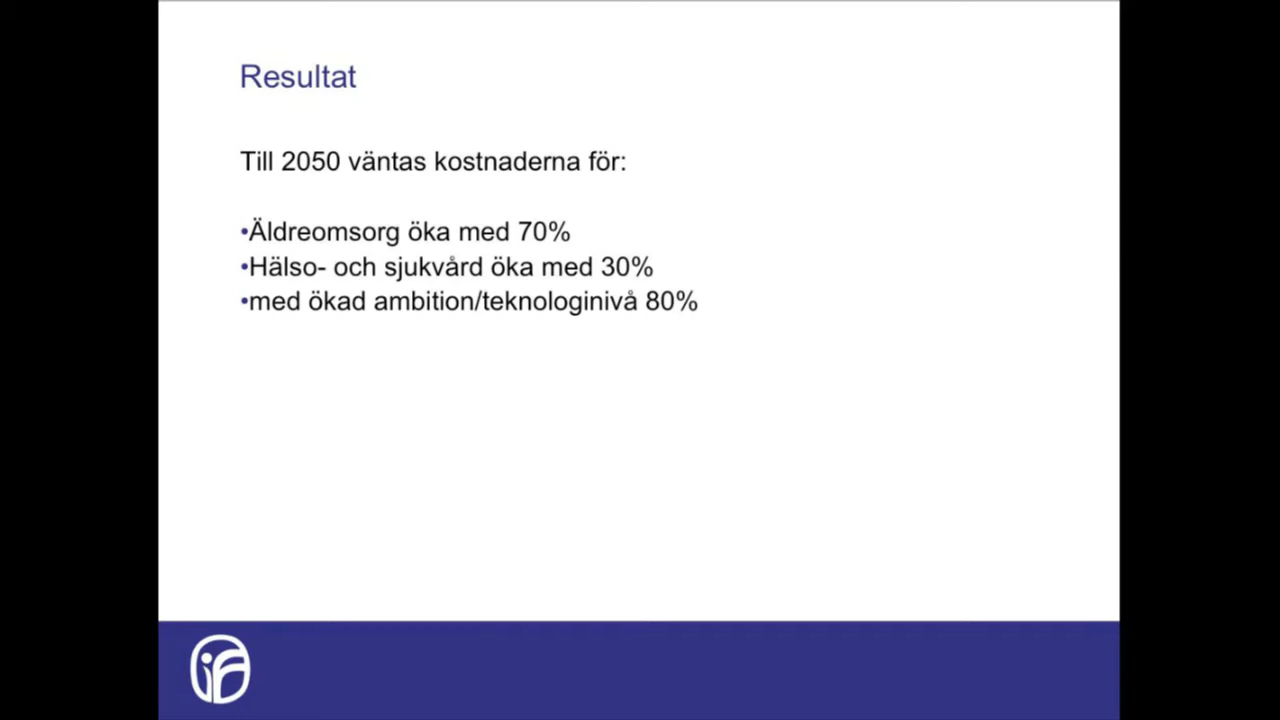 Resultat
Till 2050 väntas kostnaderna för:
•Äldreomsorg öka med 70%
•Hälso- och sjukvård öka med 30%
•med ökad ambition/teknologinivå 80%